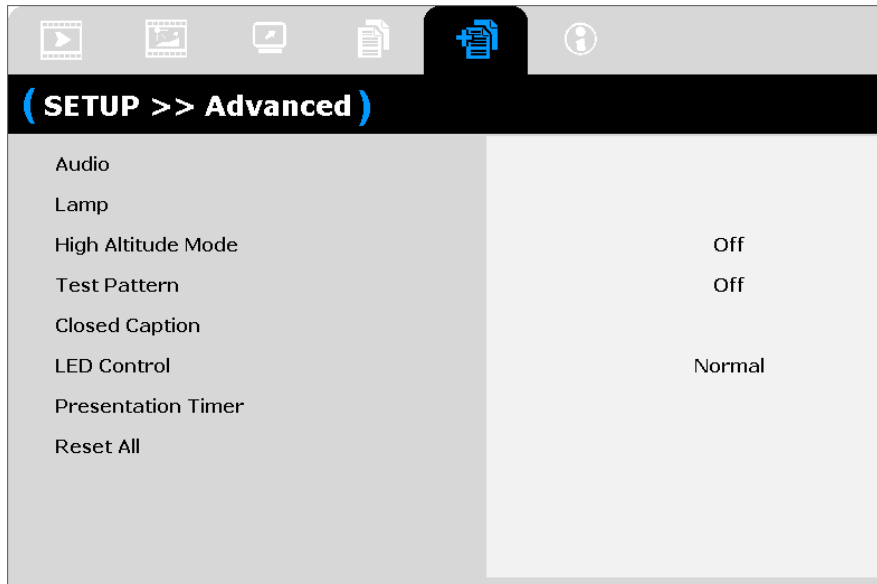 SETUP >> Advanced
Audio
Lamp
High Altitude Mode Off
Test Pattern Off
Closed Caption
LED Control Normal
Presentation Timer
Reset All